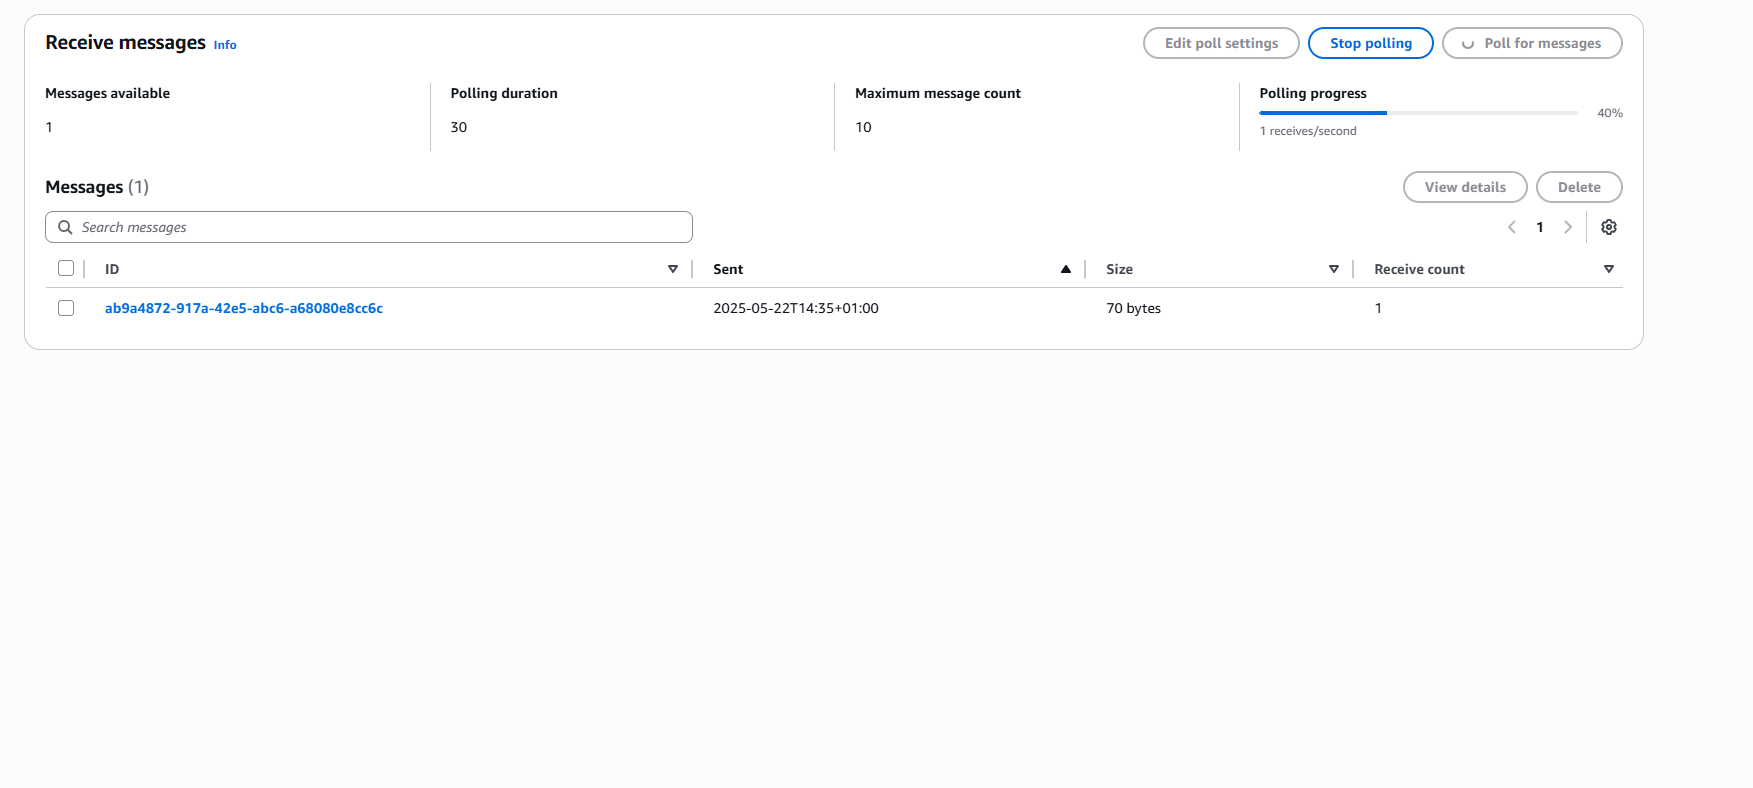 Receive messages Info
Edit poll settings
Stop polling
Poll for messages
Messages available
1
Polling duration
30
Maximum message count
10
Polling progress
40%
1 receives/second
Messages (1)
View details
Delete
Search messages
1
ID Sent Size Receive count
ab9a4872-917a-42e5-abc6-a68080e8cc6c 2025-05-22T14:35+01:00 70 bytes 1